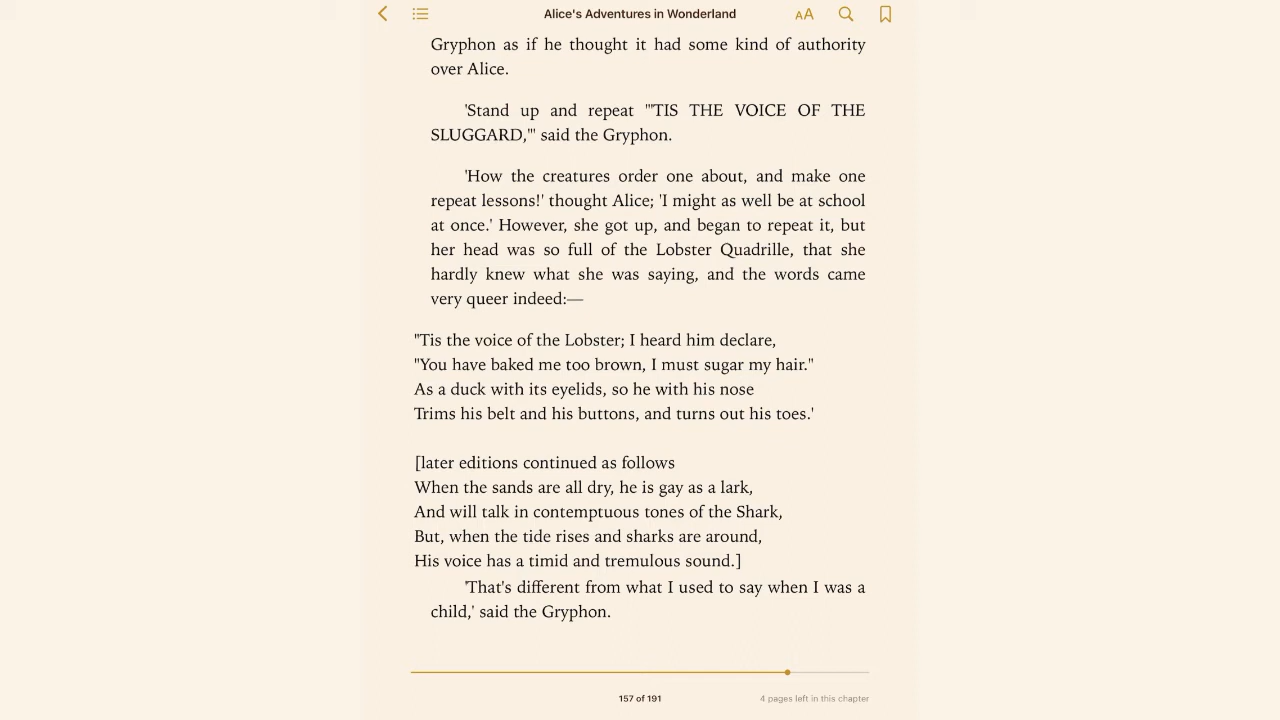 Alice's Adventures in Wonderland
AA
Gryphon as if he thought it had some kind of authority
over Alice.
'Stand up and repeat "'TIS THE VOICE OF THE
SLUGGARD,"' said the Gryphon.
'How the creatures order one about, and make one
repeat lessons!' thought Alice; 'I might as well be at school
at once.' However, she got up, and began to repeat it, but
her head was so full of the Lobster Quadrille, that she
hardly knew what she was saying, and the words came
very queer indeed:—
"'Tis the voice of the Lobster; I heard him declare,
"You have baked me too brown, I must sugar my hair."
As a duck with its eyelids, so he with his nose
Trims his belt and his buttons, and turns out his toes.'
[later editions continued as follows
When the sands are all dry, he is gay as a lark,
And will talk in contemptuous tones of the Shark,
But, when the tide rises and sharks are around,
His voice has a timid and tremulous sound.]
'That's different from what I used to say when I was a
child,' said the Gryphon.
157 of 191
4 pages left in this chapter